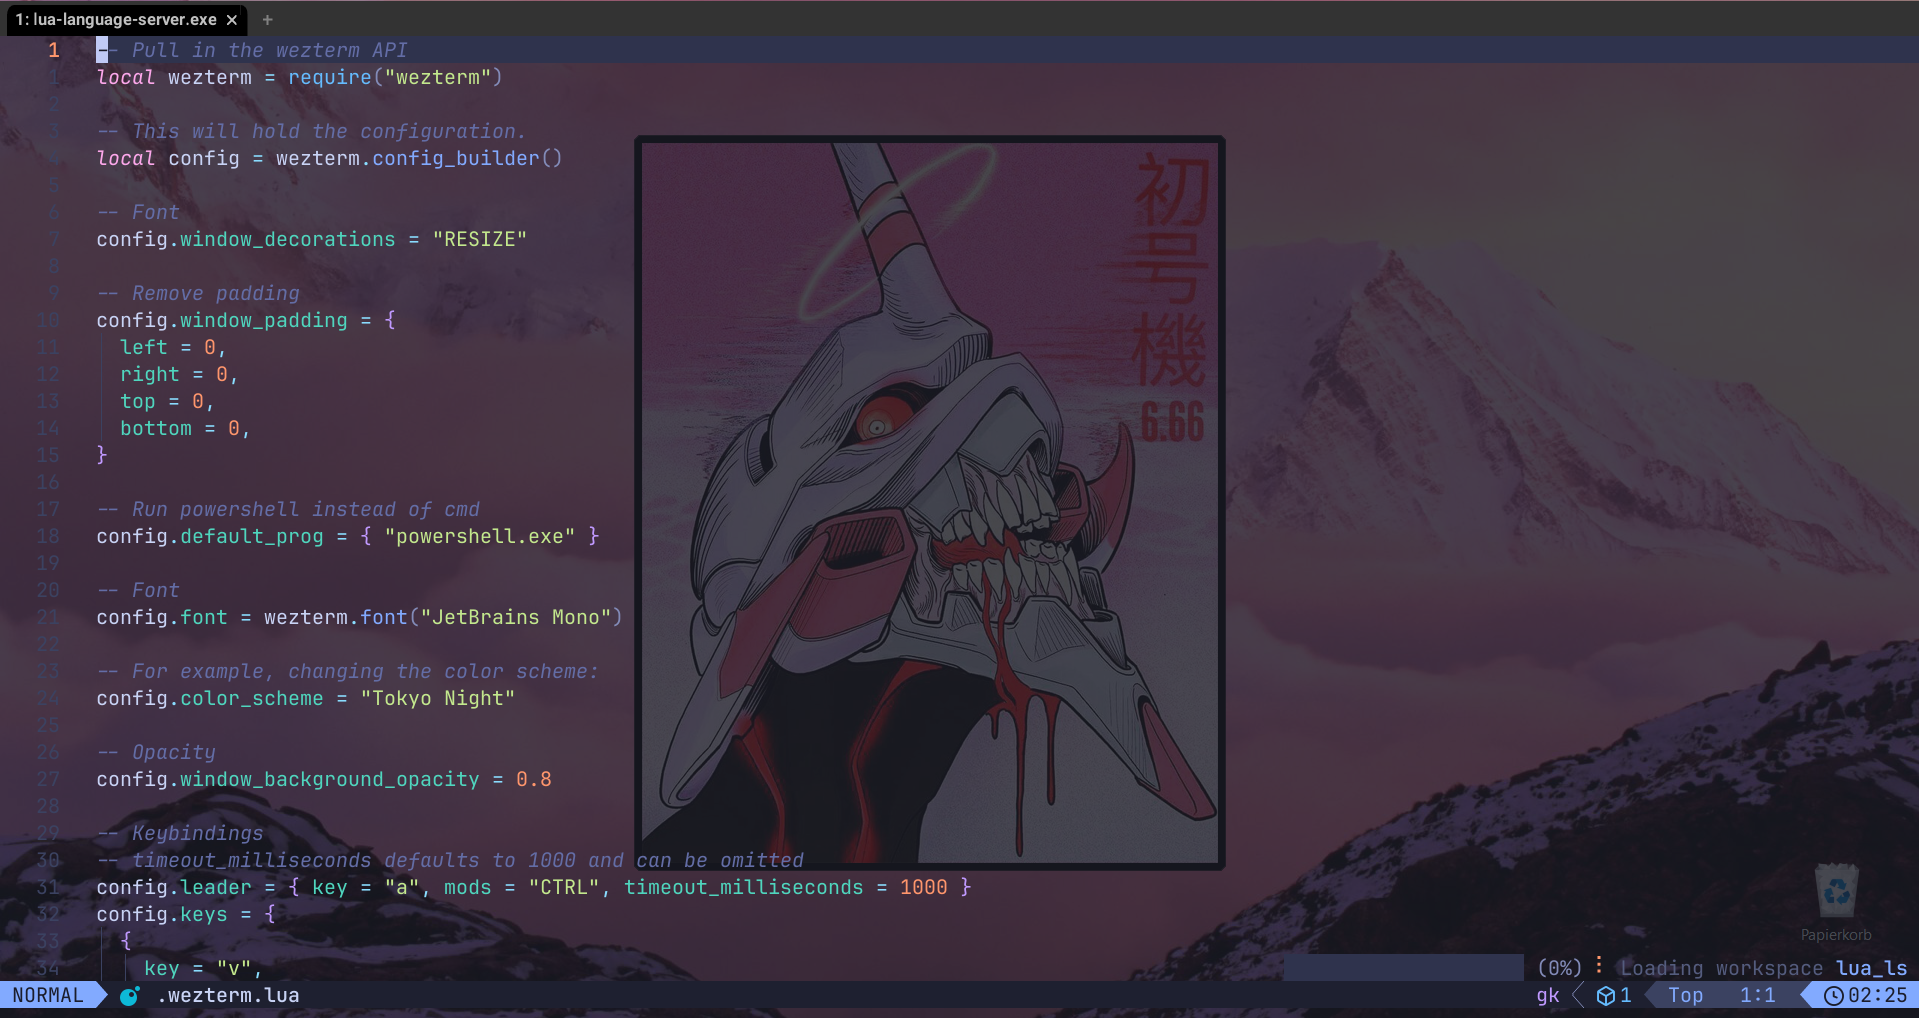 1: lua-language-server.exe × +
1 -- Pull in the wezterm API
1 local wezterm = require("wezterm")
2
3 -- This will hold the configuration.
4 local config = wezterm.config_builder()
5
6 -- Font
7 config.window_decorations = "RESIZE"
8
9 -- Remove padding
10 config.window_padding = {
11 left = 0,
12 right = 0,
13 top = 0,
14 bottom = 0,
15 }
16
17 -- Run powershell instead of cmd
18 config.default_prog = { "powershell.exe" }
19
20 -- Font
21 config.font = wezterm.font("JetBrains Mono")
22
23 -- For example, changing the color scheme:
24 config.color_scheme = "Tokyo Night"
25
26 -- Opacity
27 config.window_background_opacity = 0.8
28
29 -- Keybindings
30 -- timeout_milliseconds defaults to 1000 and can be omitted
31 config.leader = { key = "a", mods = "CTRL", timeout_milliseconds = 1000 }
32 config.keys = {
33 {
34 key = "v",
初号機
6.66
Papierkorb
(0%) Loading workspace lua_ls
NORMAL .wezterm.lua gk 1 Top 1:1 02:25